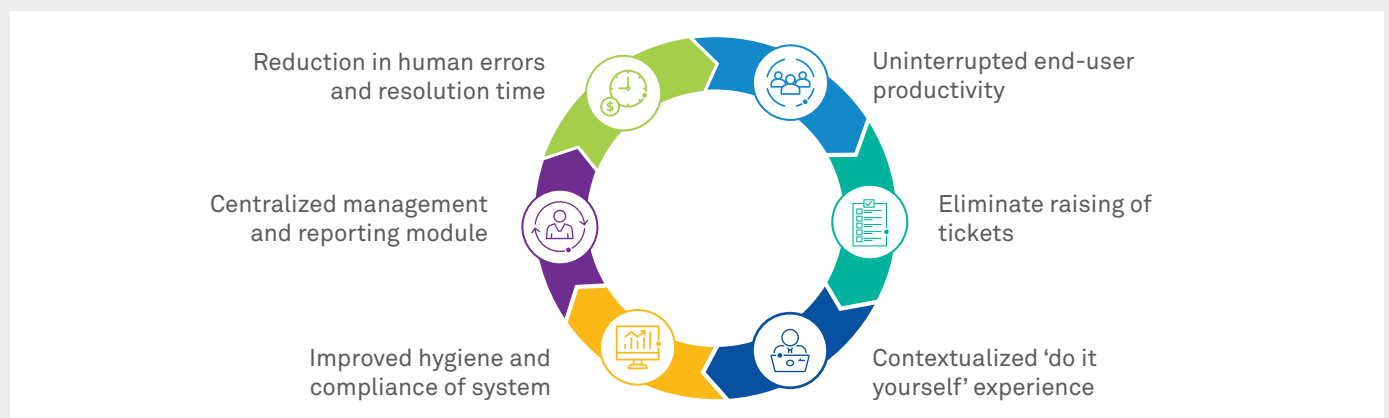 Reduction in human errors
and resolution time
Uninterrupted end-user
productivity
Centralized management
and reporting module
Eliminate raising of
tickets
Improved hygiene and
compliance of system
Contextualized ‘do it
yourself’ experience
$